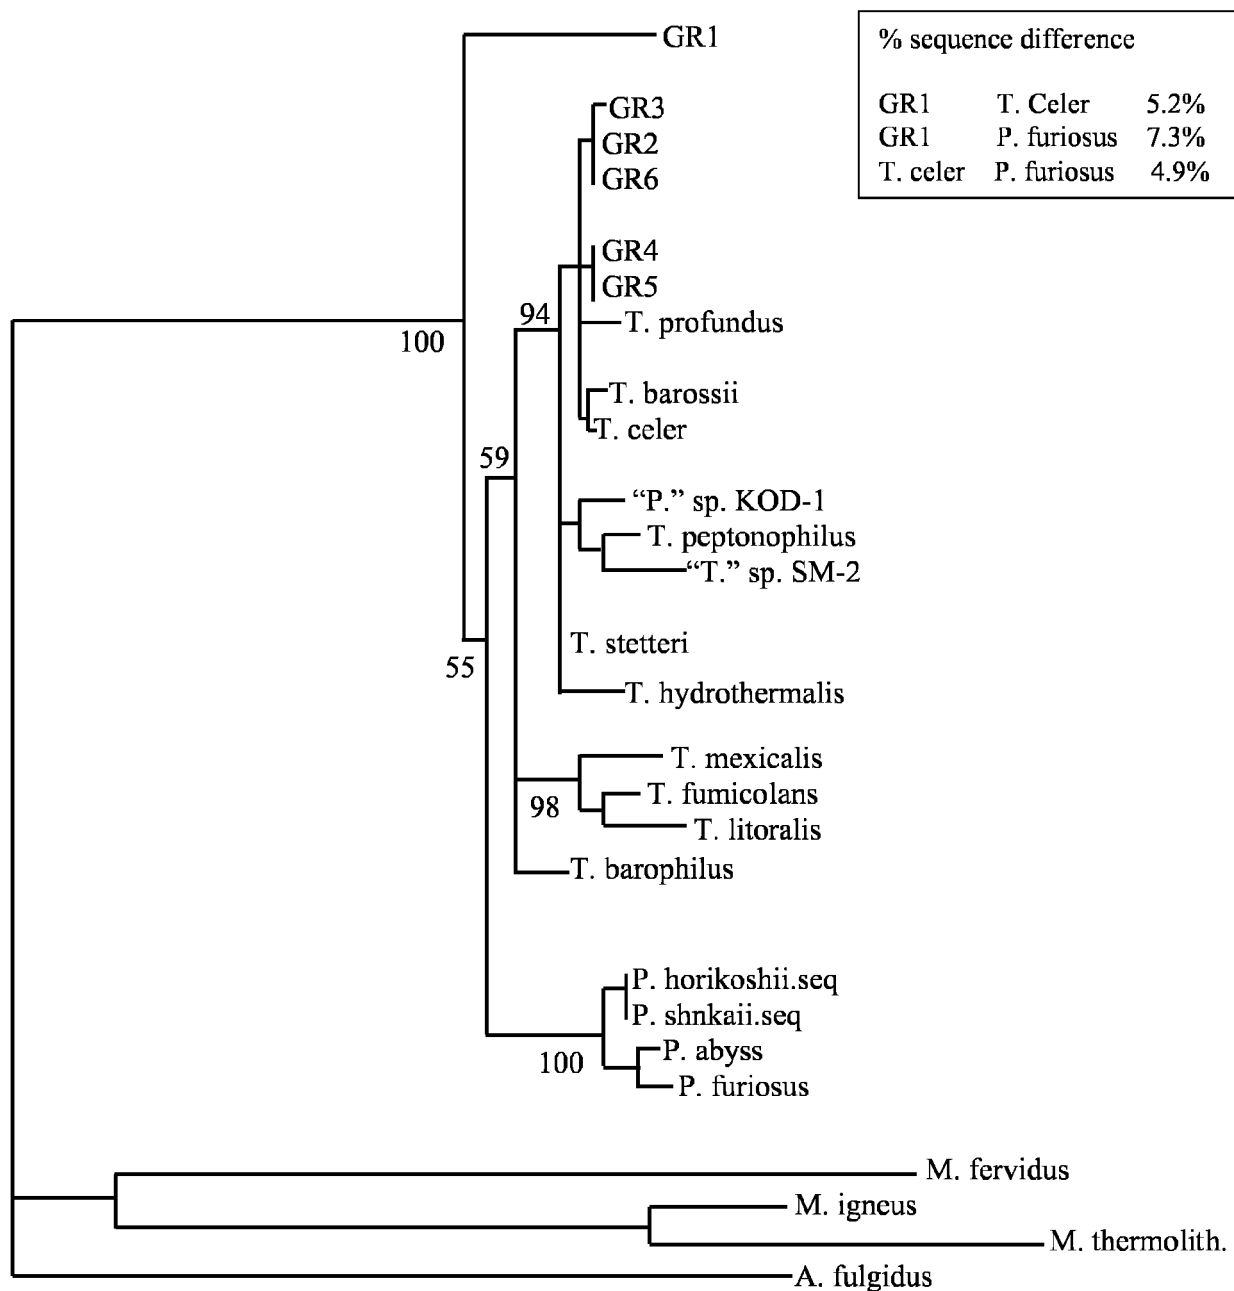 GR1
% sequence difference
GR1 T. Celer 5.2%
GR1 P. furiosus 7.3%
T. celer P. furiosus 4.9%
GR3
GR2
GR6
GR4
GR5
94
T. profundus
100
T. barossii
T. celer
59
“P.” sp. KOD-1
T. peptonophilus
“T.” sp. SM-2
T. stetteri
55
T. hydrothermalis
T. mexicalis
T. fumicolans
98
T. litoralis
T. barophilus
P. horikoshii.seq
P. shnkaii.seq
P. abyss
100
P. furiosus
M. fervidus
M. igneus
M. thermolith.
A. fulgidus